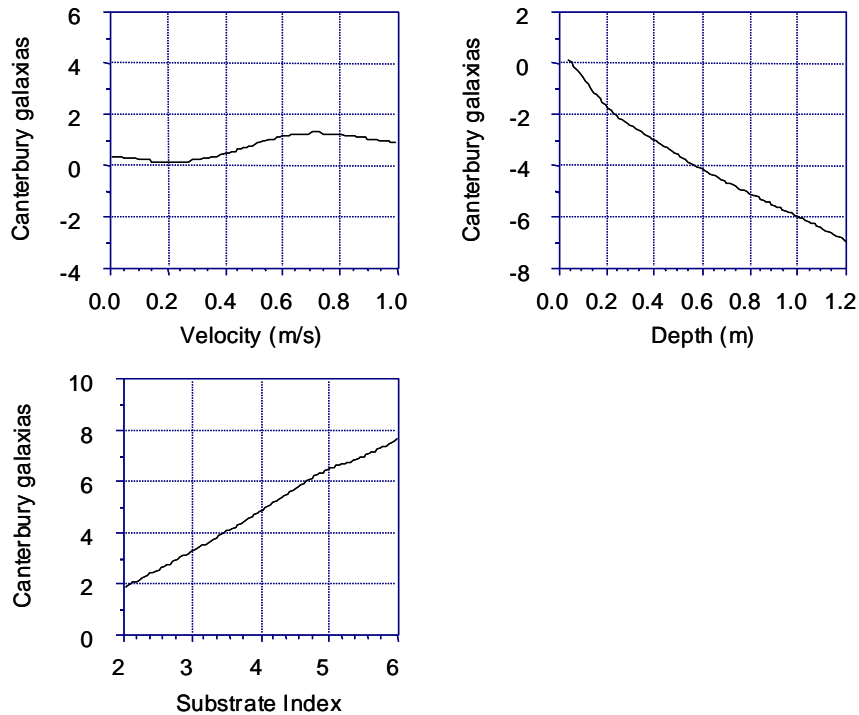 6
4
2
0
-2
-4
Canterbury galaxias
0.0 0.2 0.4 0.6 0.8 1.0
Velocity (m/s)
2
0
-2
-4
-6
-8
Canterbury galaxias
0.0 0.2 0.4 0.6 0.8 1.0 1.2
Depth (m)
10
8
6
4
2
0
Canterbury galaxias
2 3 4 5 6
Substrate Index